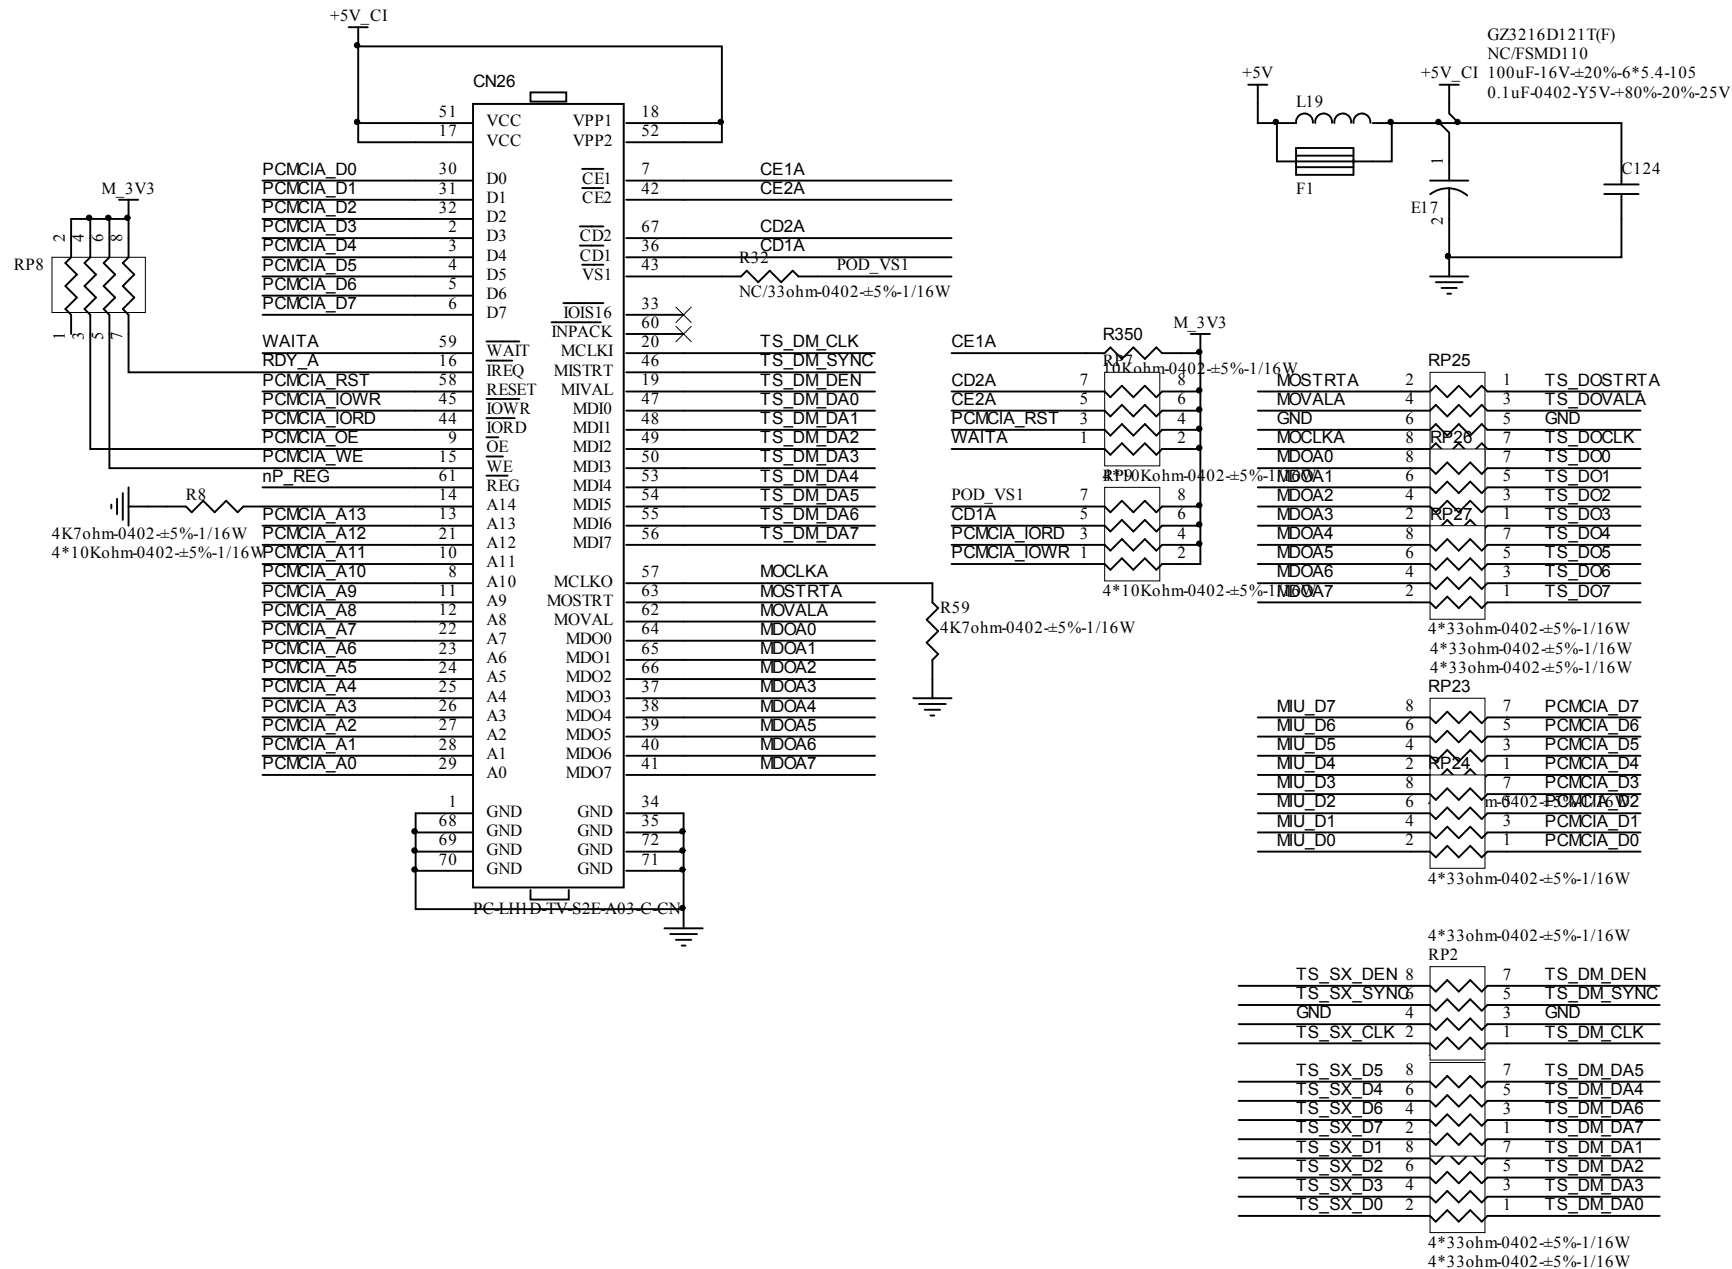 +5V_CI
CN26
51 VCC VPP1 18
17 VCC VPP2 52
PCMCIA_D0 30 D0 CE1 7 CE1A
PCMCIA_D1 31 D1 CE2 42 CE2A
PCMCIA_D2 32 D2
PCMCIA_D3 2 D3 CD2 67 CD2A
PCMCIA_D4 3 D4 CD1 36 CD1A
PCMCIA_D5 4 D5 VS1 43 R32 POD_VS1
NC/33ohm-0402-±5%-1/16W
PCMCIA_D6 5 D6
PCMCIA_D7 6 D7 IOIS16 33
INPACK 60
WAITA 59 WAIT MCLKI 20 TS_DM_CLK
RDY_A 16 IREQ MISTRT 46 TS_DM_SYNC
PCMCIA_RST 58 RESET MIVAL 19 TS_DM_DEN
PCMCIA_IOWR 45 IOWR MDI0 47 TS_DM_DA0
PCMCIA_IORD 44 IORD MDI1 48 TS_DM_DA1
PCMCIA_OE 9 OE MDI2 49 TS_DM_DA2
PCMCIA_WE 15 WE MDI3 50 TS_DM_DA3
nP_REG 61 REG MDI4 53 TS_DM_DA4
14 A14 MDI5 54 TS_DM_DA5
PCMCIA_A13 13 A13 MDI6 55 TS_DM_DA6
PCMCIA_A12 21 A12 MDI7 56 TS_DM_DA7
PCMCIA_A11 10 A11
PCMCIA_A10 8 A10 MCLKO 57 MOCLKA
PCMCIA_A9 11 A9 MOSTRT 63 MOSTRTA
PCMCIA_A8 12 A8 MOVAL 62 MOVALA
PCMCIA_A7 22 A7 MDO0 64 MDOA0
PCMCIA_A6 23 A6 MDO1 65 MDOA1
PCMCIA_A5 24 A5 MDO2 66 MDOA2
PCMCIA_A4 25 A4 MDO3 37 MDOA3
PCMCIA_A3 26 A3 MDO4 38 MDOA4
PCMCIA_A2 27 A2 MDO5 39 MDOA5
PCMCIA_A1 28 A1 MDO6 40 MDOA6
PCMCIA_A0 29 A0 MDO7 41 MDOA7
1 GND GND 34
68 GND GND 35
69 GND GND 72
70 GND GND 71
PC-LH1D-TV-S2E-A03-C-CN
M_3V3
2 4 6 8
RP8
1 3 5 7
R8
4K7ohm-0402-±5%-1/16W
4*10Kohm-0402-±5%-1/16W
R59
4K7ohm-0402-±5%-1/16W
GZ3216D121T(F)
NC/FSMD110
100uF-16V-±20%-6*5.4-105
0.1uF-0402-Y5V-+80%-20%-25V
+5V
+5V_CI
L19
F1
1
E17
2
C124
M_3V3
CE1A R350
10Kohm-0402-±5%-1/16W
RP7
CD2A 7 8
CE2A 5 6
PCMCIA_RST 3 4
WAITA 1 2
4*10Kohm-0402-±5%-1/16W
RP9
POD_VS1 7 8
CD1A 5 6
PCMCIA_IORD 3 4
PCMCIA_IOWR 1 2
4*10Kohm-0402-±5%-1/16W
RP25
MOSTRTA 2 1 TS_DOSTRTA
MOVALA 4 3 TS_DOVALA
GND 6 5 GND
MOCLKA 8 7 TS_DOCLK
RP26
MDOA0 8 7 TS_DO0
MDOA1 6 5 TS_DO1
MDOA2 4 3 TS_DO2
MDOA3 2 1 TS_DO3
RP27
MDOA4 8 7 TS_DO4
MDOA5 6 5 TS_DO5
MDOA6 4 3 TS_DO6
MDOA7 2 1 TS_DO7
4*33ohm-0402-±5%-1/16W
4*33ohm-0402-±5%-1/16W
4*33ohm-0402-±5%-1/16W
RP23
MIU_D7 8 7 PCMCIA_D7
MIU_D6 6 5 PCMCIA_D6
MIU_D5 4 3 PCMCIA_D5
MIU_D4 2 1 PCMCIA_D4
RP24
MIU_D3 8 7 PCMCIA_D3
MIU_D2 6 5 PCMCIA_D2
MIU_D1 4 3 PCMCIA_D1
MIU_D0 2 1 PCMCIA_D0
4*33ohm-0402-±5%-1/16W
4*33ohm-0402-±5%-1/16W
RP2
TS_SX_DEN 8 7 TS_DM_DEN
TS_SX_SYNC 6 5 TS_DM_SYNC
GND 4 3 GND
TS_SX_CLK 2 1 TS_DM_CLK
TS_SX_D5 8 7 TS_DM_DA5
TS_SX_D4 6 5 TS_DM_DA4
TS_SX_D6 4 3 TS_DM_DA6
TS_SX_D7 2 1 TS_DM_DA7
TS_SX_D1 8 7 TS_DM_DA1
TS_SX_D2 6 5 TS_DM_DA2
TS_SX_D3 4 3 TS_DM_DA3
TS_SX_D0 2 1 TS_DM_DA0
4*33ohm-0402-±5%-1/16W
4*33ohm-0402-±5%-1/16W